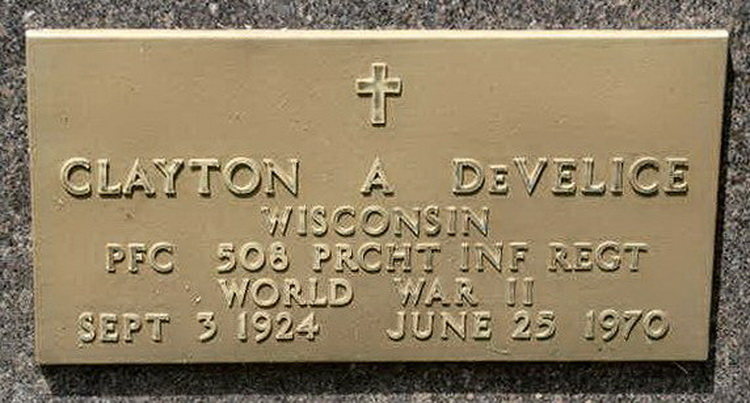 CLAYTON A DeVELICE
WISCONSIN
PFC 508 PRCHT INF REGT
WORLD WAR II
SEPT 3 1924 JUNE 25 1970